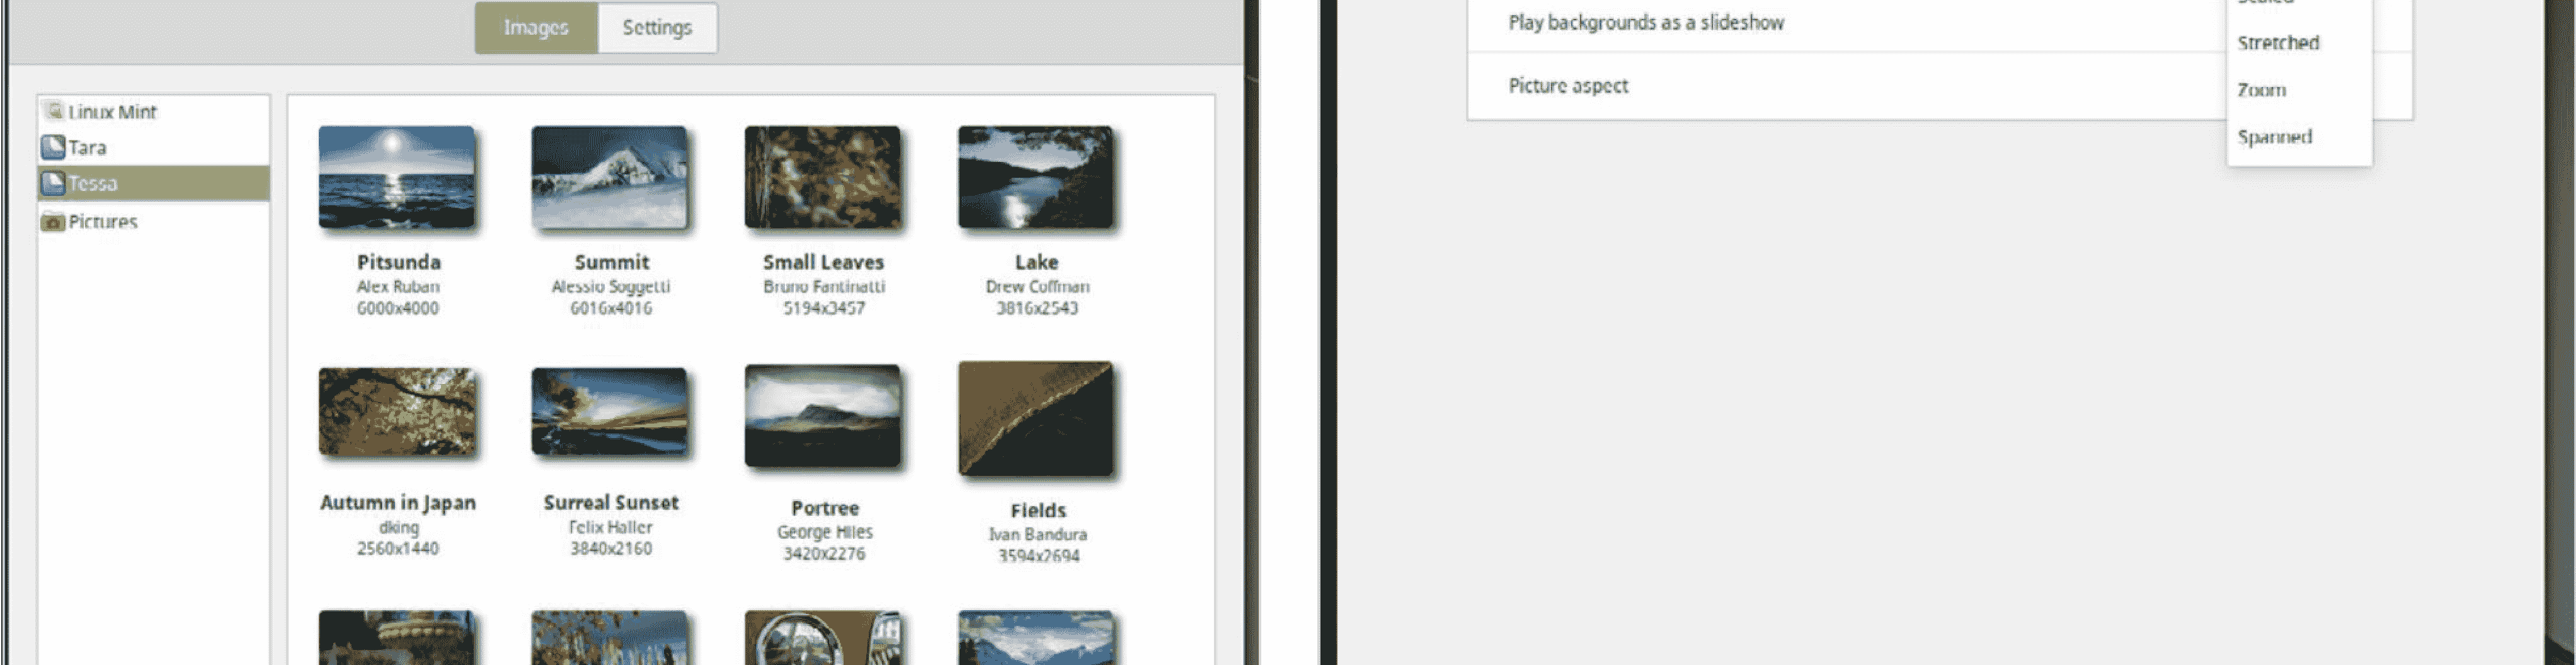 Images
Settings
Linux Mint
Tara
Tessa
Pictures
Pitsunda
Alex Ruban
6000x4000
Summit
Alessio Soggetti
6016x4016
Small Leaves
Bruno Fantinatti
5194x3457
Lake
Drew Coffman
3816x2543
Autumn in Japan
dking
2560x1440
Surreal Sunset
Felix Haller
3840x2160
Portree
George Hiles
3420x2276
Fields
Ivan Bandura
3594x2694
Play backgrounds as a slideshow
Picture aspect
Stretched
Zoom
Spanned